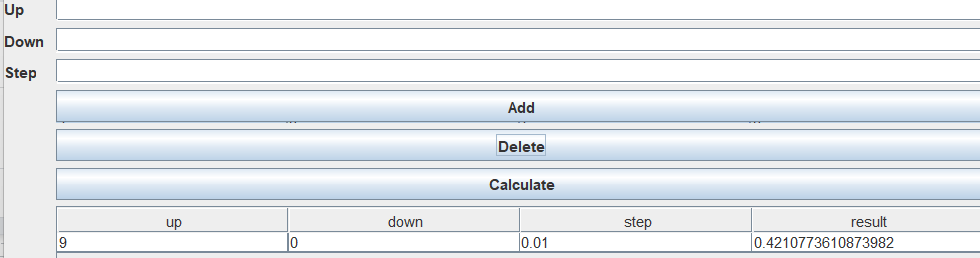 Up
Down
Step
Add
Delete
Calculate
up down step result
9 0 0.01 0.4210773610873982